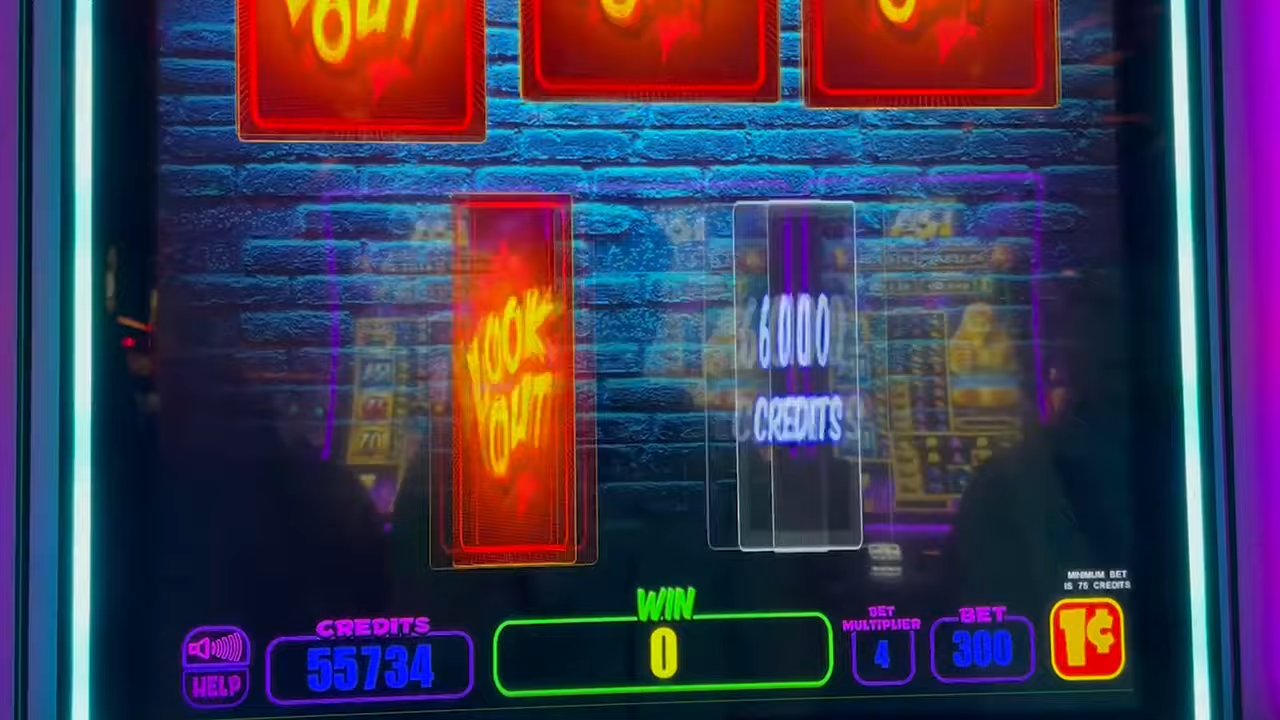 OUT
LOOK
OUT
6000
CREDITS
MINIMUM BET
IS 75 CREDITS
WIN
0
CREDITS
55734
BET
MULTIPLIER
4
BET
300
1¢
HELP